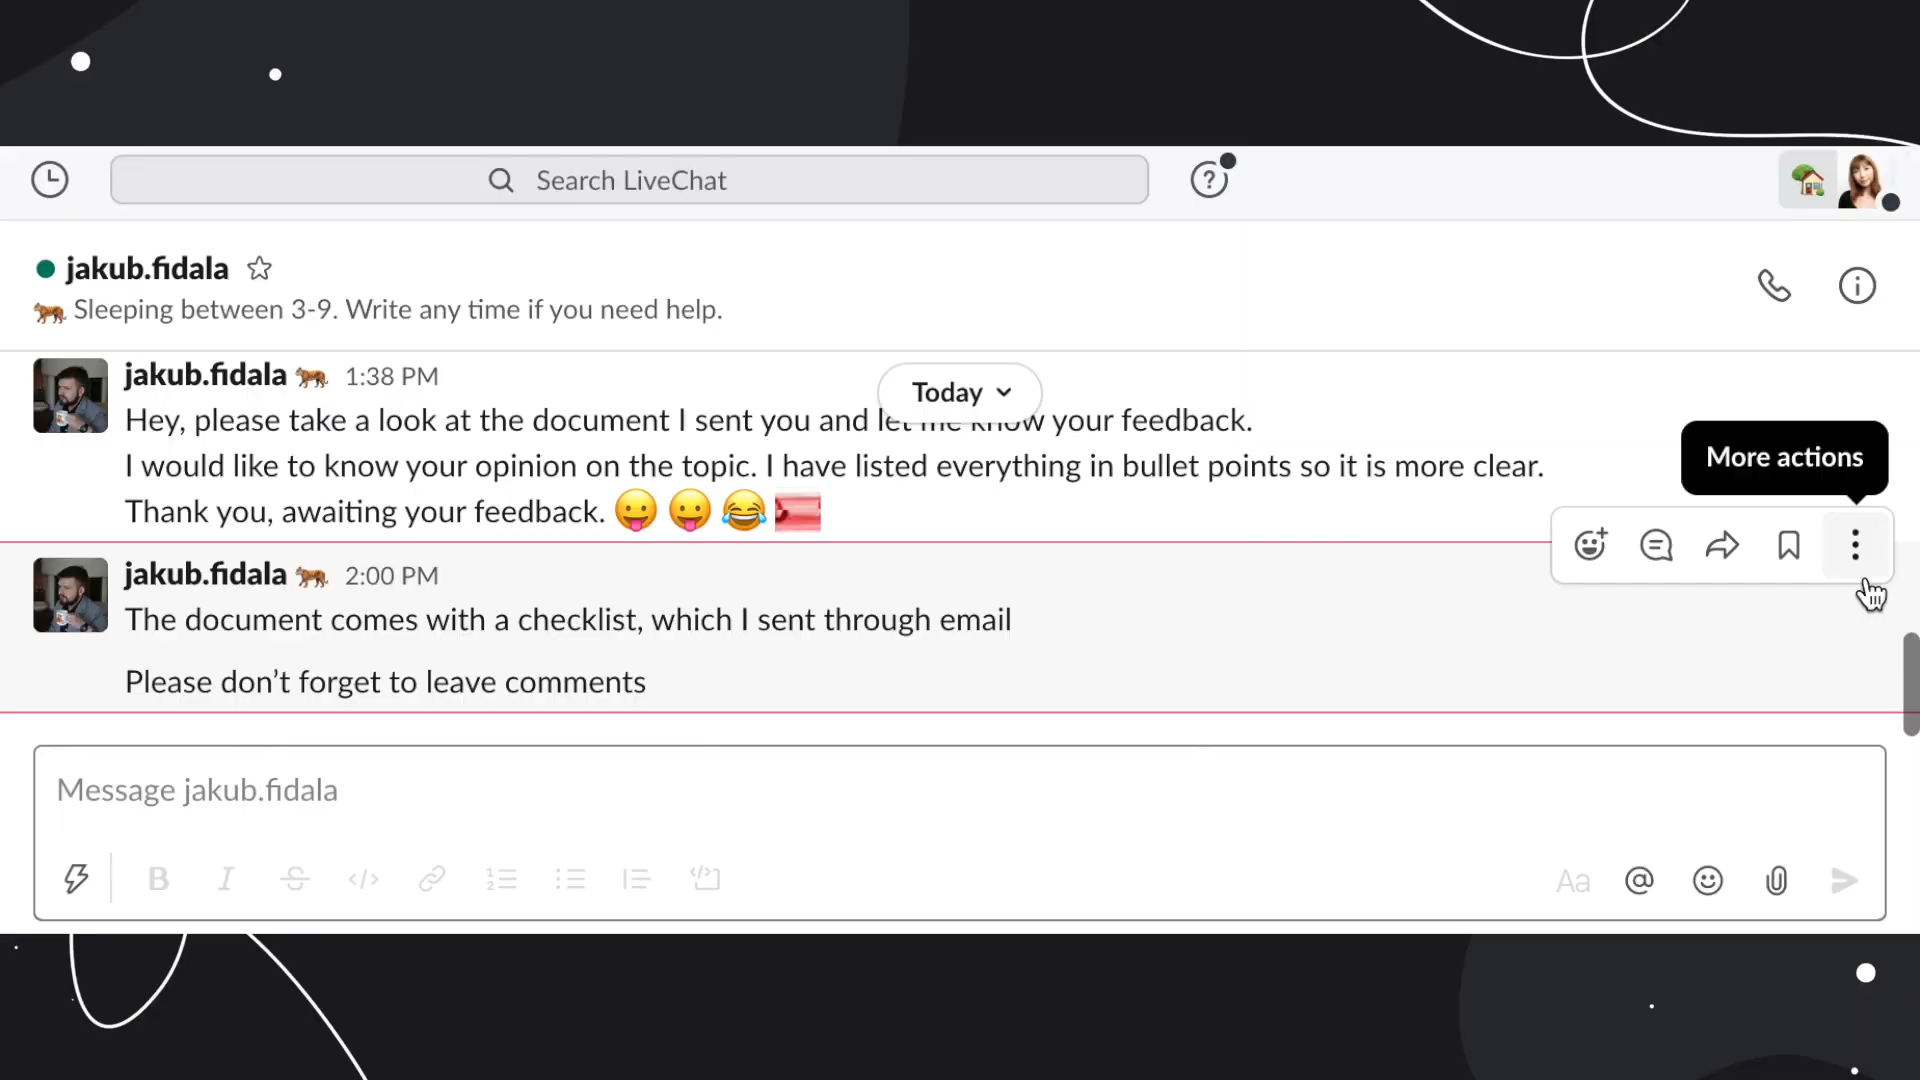 Search LiveChat
jakub.fidala
Sleeping between 3-9. Write any time if you need help.
jakub.fidala 1:38 PM
Today
Hey, please take a look at the document I sent you and let me know your feedback.
I would like to know your opinion on the topic. I have listed everything in bullet points so it is more clear.
More actions
Thank you, awaiting your feedback.
jakub.fidala 2:00 PM
The document comes with a checklist, which I sent through email
Please don’t forget to leave comments
Message jakub.fidala
Aa